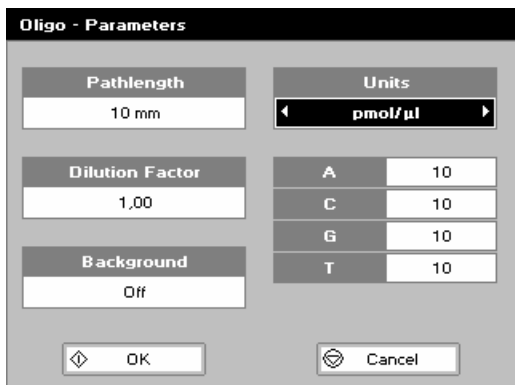 Oligo - Parameters
Pathlength
10 mm
Dilution Factor
1,00
Background
Off
Units
pmol/µl
A 10
C 10
G 10
T 10
OK
Cancel